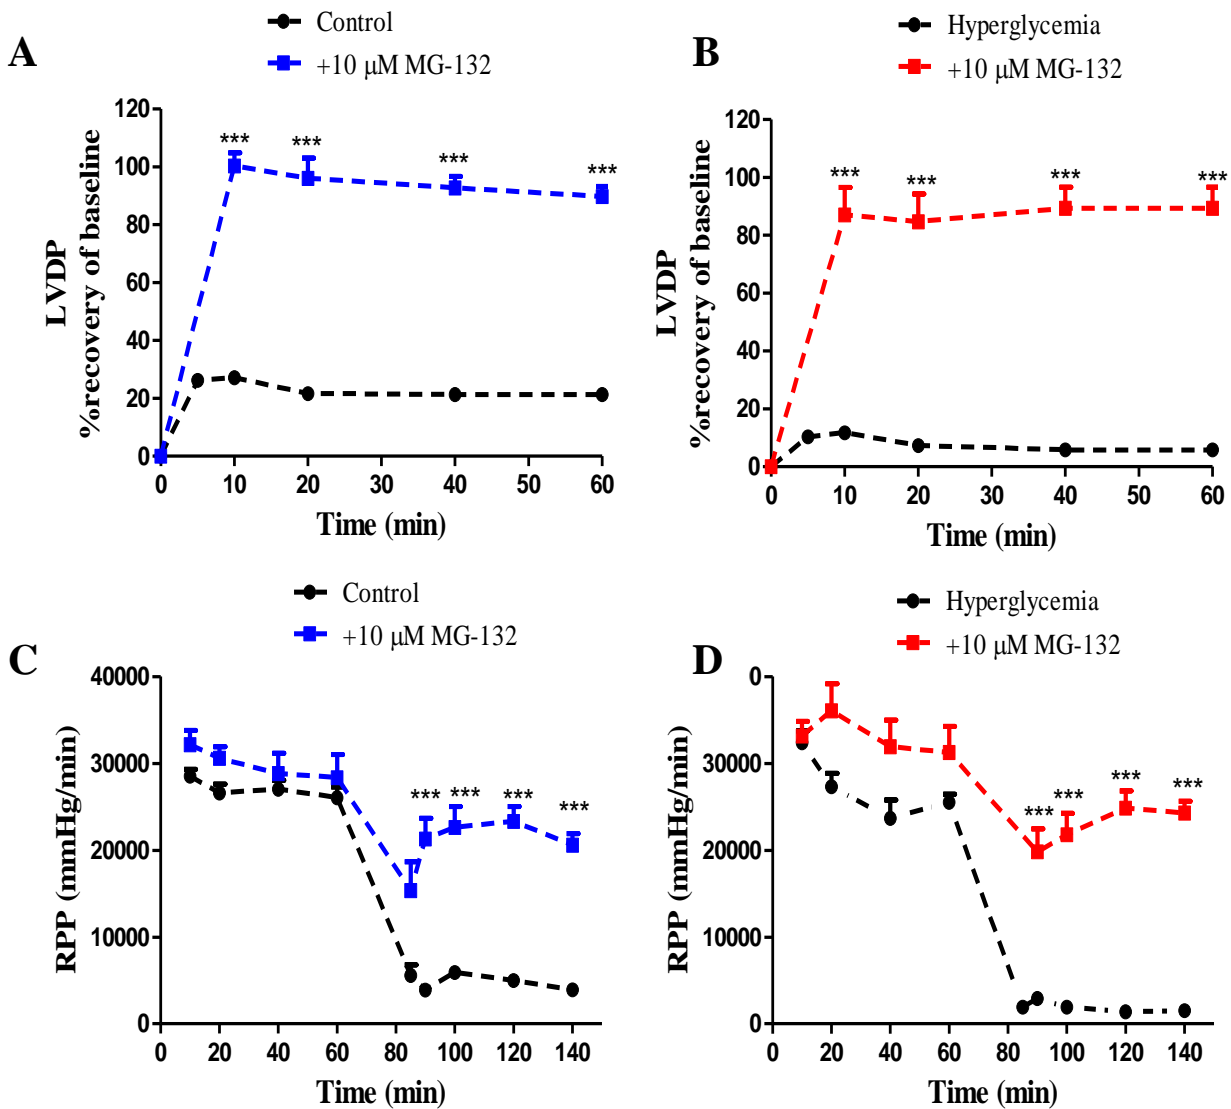 A
Control
+10 μM MG-132
LVDP
%recovery of baseline
120
100
80
60
40
20
0
*** *** *** ***
0 10 20 30 40 50 60
Time (min)
B
Hyperglycemia
+10 μM MG-132
LVDP
%recovery of baseline
120
100
80
60
40
20
0
*** *** *** ***
0 10 20 30 40 50 60
Time (min)
C
Control
+10 μM MG-132
RPP (mmHg/min)
40000
30000
20000
10000
0
*** *** *** ***
0 20 40 60 80 100 120 140
Time (min)
D
Hyperglycemia
+10 μM MG-132
RPP (mmHg/min)
0
30000
20000
10000
0
*** *** *** ***
0 20 40 60 80 100 120 140
Time (min)